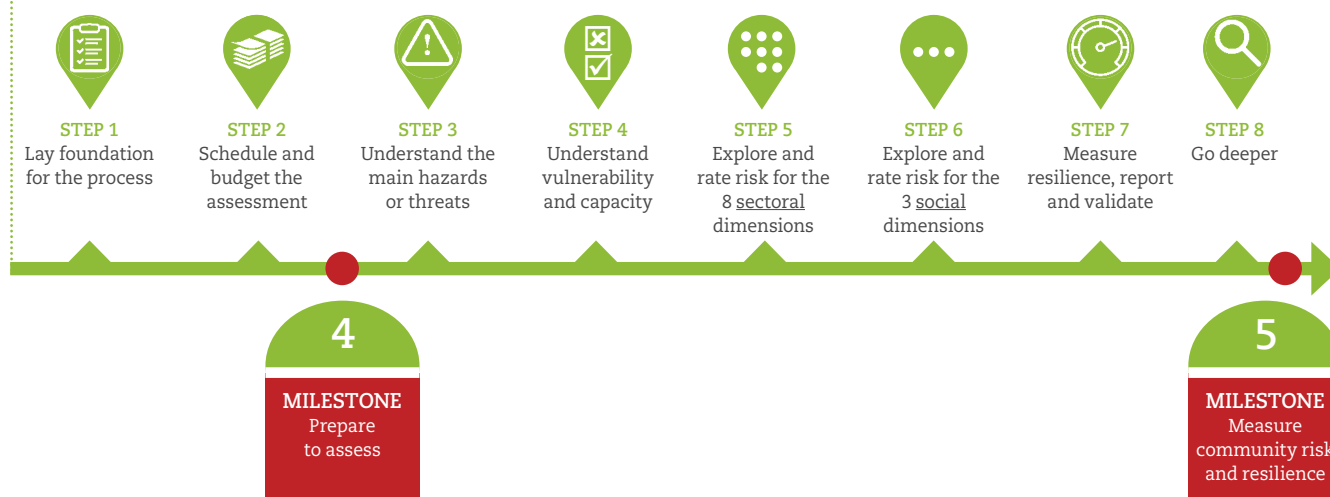 STEP 1
Lay foundation
for the process
STEP 2
Schedule and
budget the
assessment
STEP 3
Understand the
main hazards
or threats
STEP 4
Understand
vulnerability
and capacity
STEP 5
Explore and
rate risk for the
8 sectoral
dimensions
STEP 6
Explore and
rate risk for the
3 social
dimensions
STEP 7
Measure
resilience, report
and validate
STEP 8
Go deeper
4
MILESTONE
Prepare
to assess
5
MILESTONE
Measure
community risk
and resilience